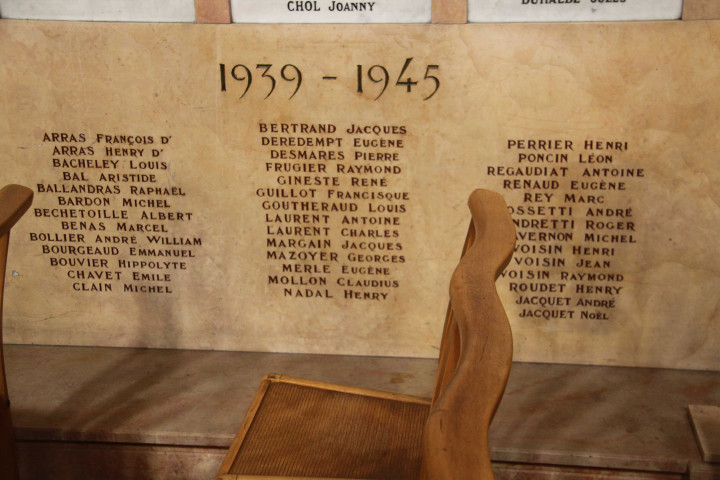 CHOL JOANNY
1939 - 1945
ARRAS FRANÇOIS D'
ARRAS HENRY D'
BACHELEY LOUIS
BAL ARISTIDE
BALLANDRAS RAPHAËL
BARDON MICHEL
BECHETOILLE ALBERT
BENAS MARCEL
BOLLIER ANDRÉ WILLIAM
BOURGEAUD EMMANUEL
BOUVIER HIPPOLYTE
CHAVET EMILE
CLAIN MICHEL
BERTRAND JACQUES
DEREDEMPT EUGÈNE
DESMARES PIERRE
FRUGIER RAYMOND
GINESTE RENÉ
GUILLOT FRANCISQUE
GOUTHERAUD LOUIS
LAURENT ANTOINE
LAURENT CHARLES
MARGAIN JACQUES
MAZOYER GEORGES
MERLE EUGÈNE
MOLLON CLAUDIUS
NADAL HENRY
PERRIER HENRI
PONCIN LÉON
REGAUDIAT ANTOINE
RENAUD EUGÈNE
REY MARC
OSSETTI ANDRÉ
NDRETTI ROGER
VERNON MICHEL
VOISIN HENRI
VOISIN JEAN
VOISIN RAYMOND
ROUDET HENRY
JACQUET ANDRÉ
JACQUET NOËL